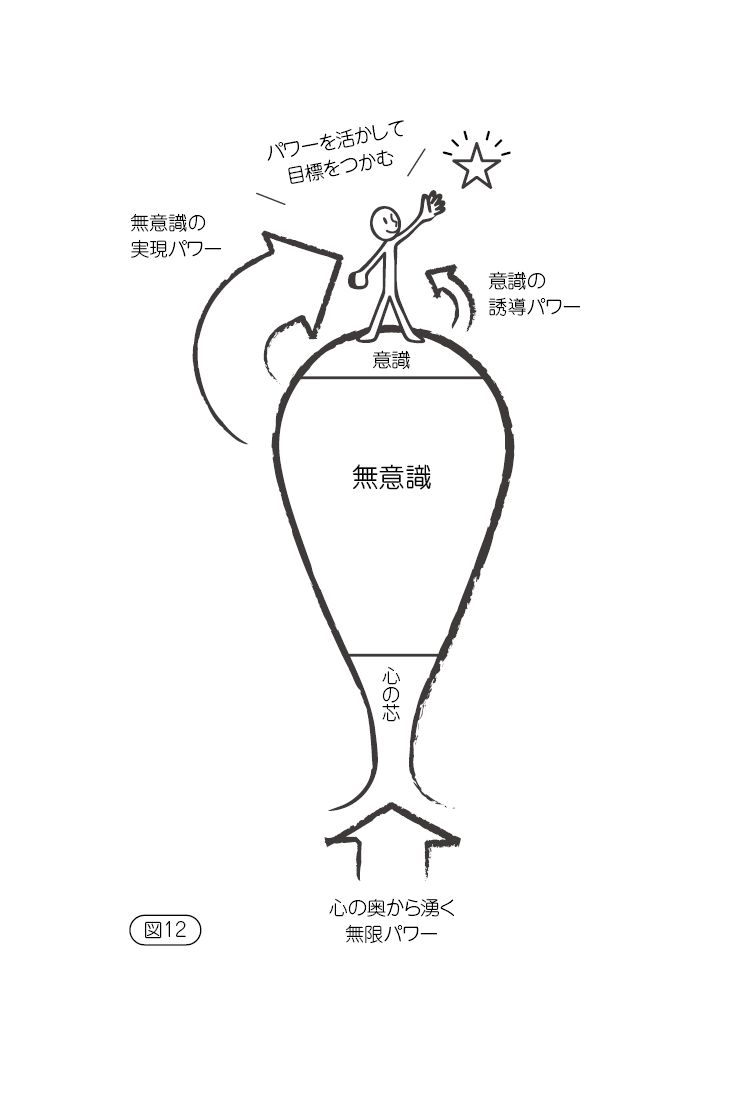 パワーを活かして
目標をつかむ
無意識の
実現パワー
意識の
誘導パワー
意識
無意識
心の芯
心の奥から湧く
無限パワー
図12